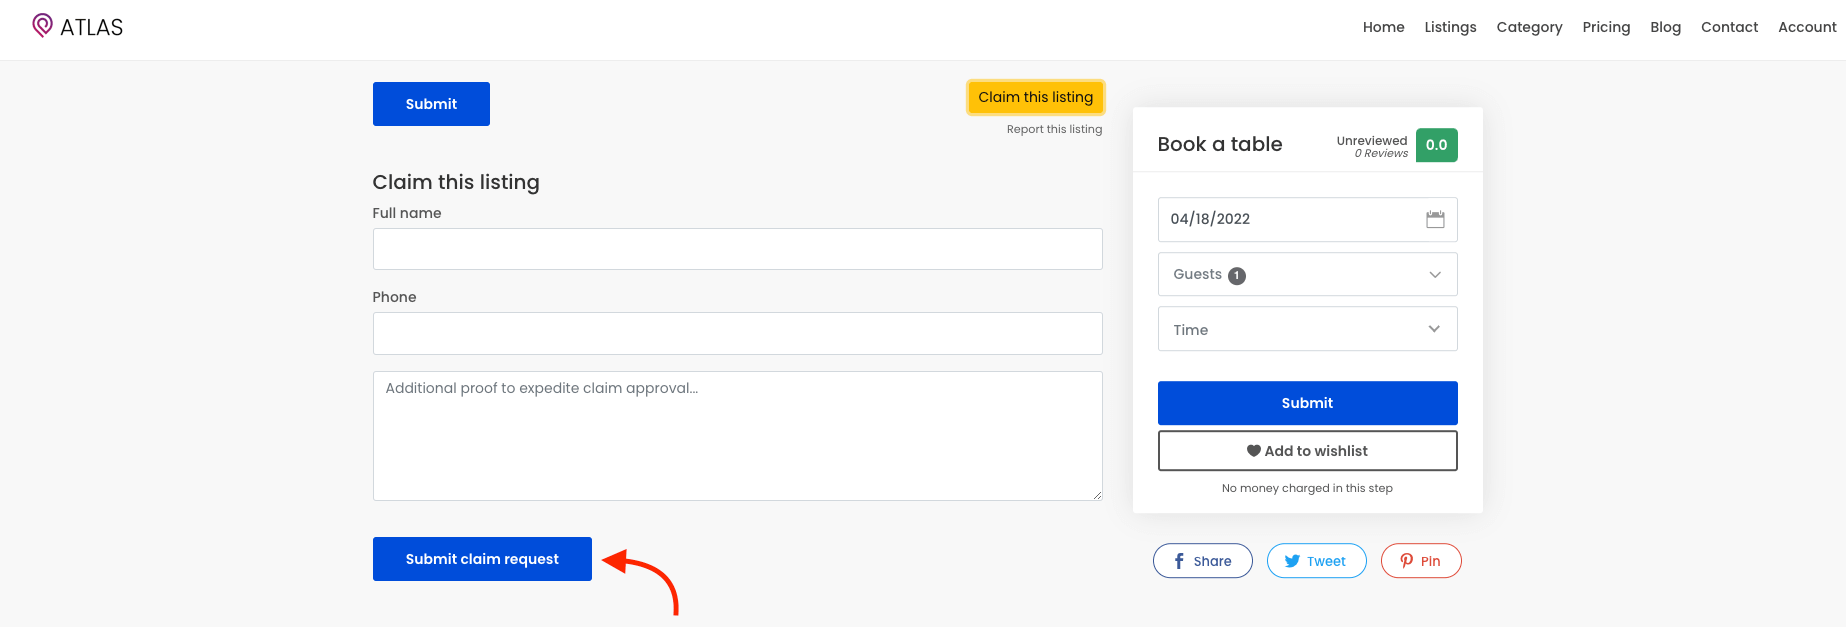 ATLAS
Home Listings Category Pricing Blog Contact Account
Submit
Claim this listing
Report this listing
Claim this listing
Full name
Phone
Additional proof to expedite claim approval...
Submit claim request
Book a table
Unreviewed
0 Reviews
0.0
04/18/2022
Guests 1
Time
Submit
Add to wishlist
No money charged in this step
Share Tweet Pin